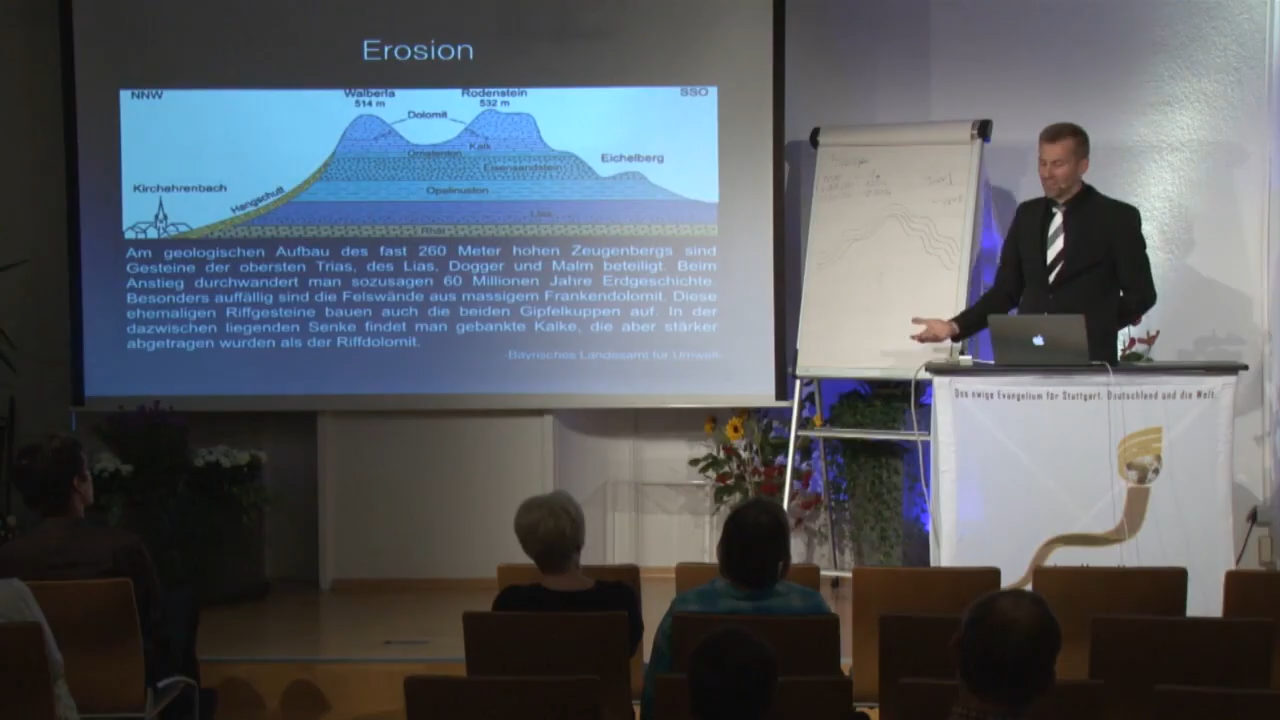 Erosion
NNW Walberla Rodenstein SSO
514 m 532 m
Dolomit
Kalk
Ornatenton
Eisensandstein
Eichelberg
Kirchehrenbach
Hangschutt
Opalinuston
Lias
Rhät
Am geologischen Aufbau des fast 260 Meter hohen Zeugenbergs sind
Gesteine der obersten Trias, des Lias, Dogger und Malm beteiligt. Beim
Anstieg durchwandert man sozusagen 60 Millionen Jahre Erdgeschichte.
Besonders auffällig sind die Felswände aus massigem Frankendolomit. Diese
ehemaligen Riffgesteine bauen auch die beiden Gipfelkuppen auf. In der
dazwischen liegenden Senke findet man gebankte Kalke, die aber stärker
abgetragen wurden als der Riffdolomit.
-Bayrisches Landesamt für Umwelt-
Das ewige Evangelium für Stuttgart, Deutschland und die Welt.